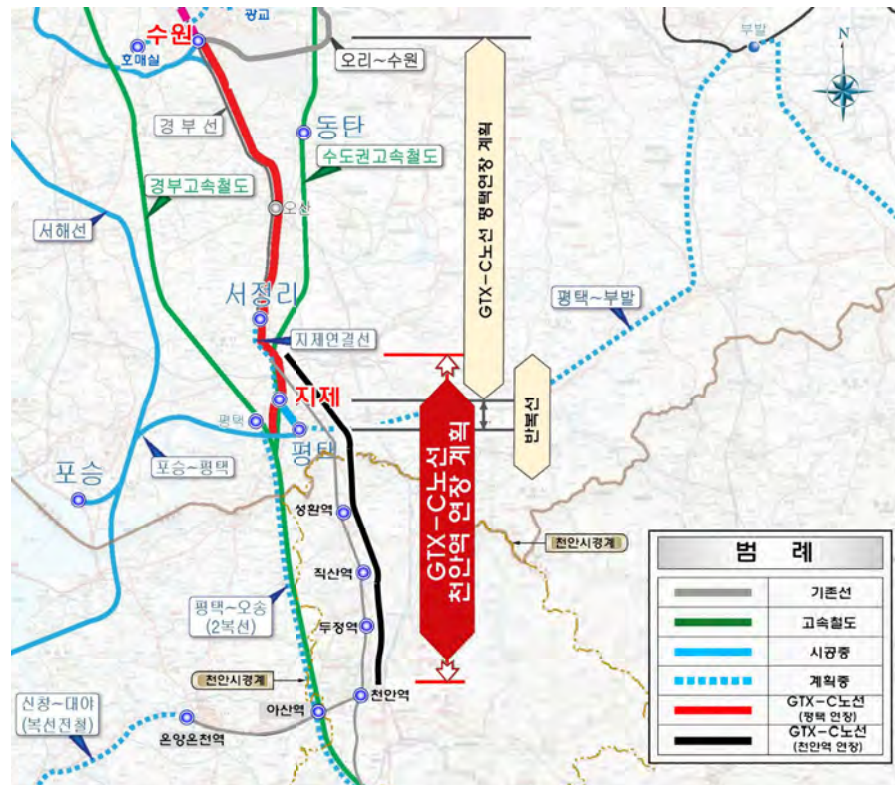 광교
수원
호매실
오리~수원
부발
N
경 부 선
동탄
수도권고속철도
경부고속철도
오산
서해선
GTX-C노선 평택연장 계획
서정리
평택~부발
지제연결선
지제
평택
평택
반복선
포승~평택
포승
GTX-C노선
천안역 연장 계획
성환역
천안시경계
직산역
평택~오송
(2복선)
두정역
천안시경계
천안역
신창~대야
(복선전철)
아산역
온양온천역
범 례
기존선
고속철도
시공중
계획중
GTX-C노선
(평택 연장)
GTX-C노선
(천안역 연장)